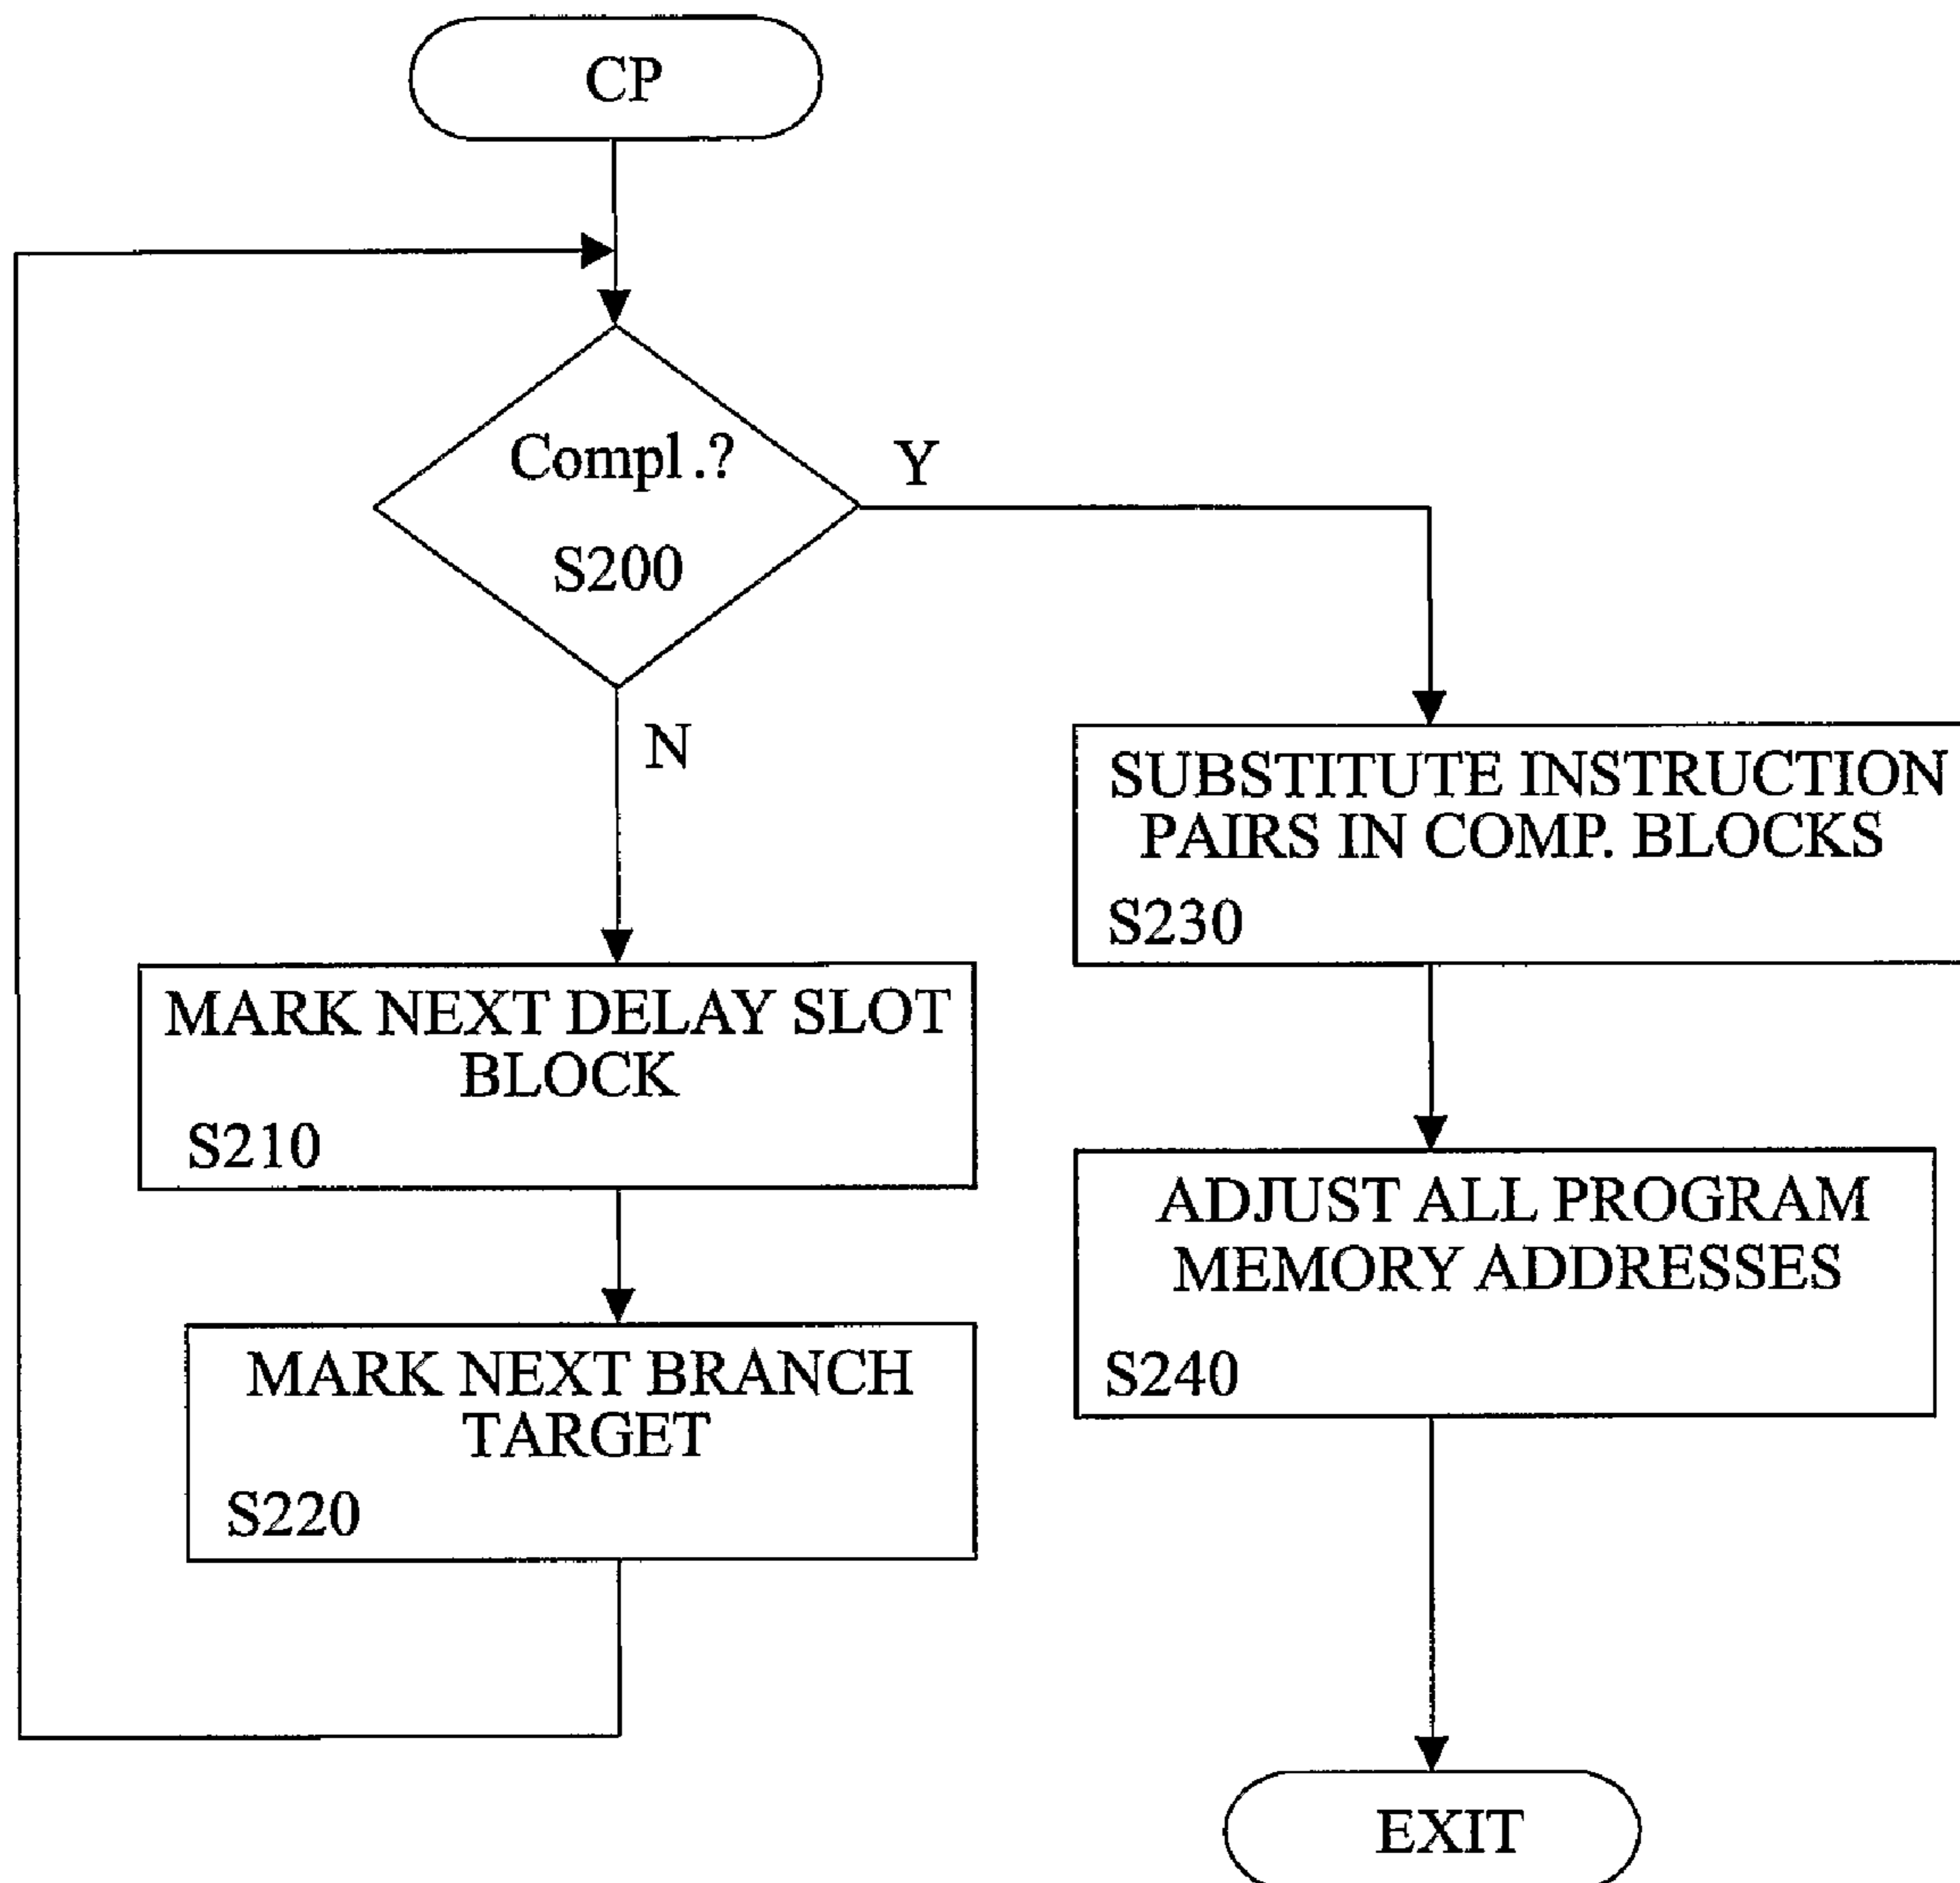 CP
Compl.?
S200
Y
N
SUBSTITUTE INSTRUCTION
PAIRS IN COMP. BLOCKS
S230
MARK NEXT DELAY SLOT
BLOCK
S210
ADJUST ALL PROGRAM
MEMORY ADDRESSES
S240
MARK NEXT BRANCH
TARGET
S220
EXIT